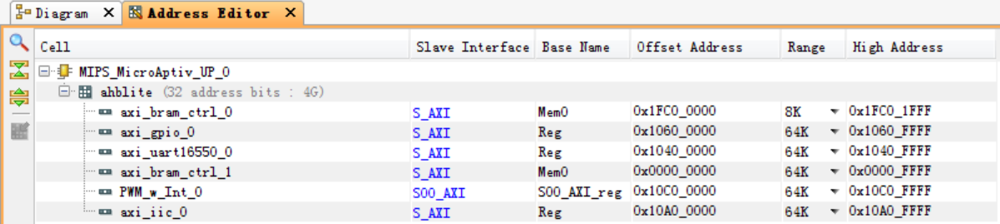 Diagram X Address Editor X
Cell Slave Interface Base Name Offset Address Range High Address
MIPS_MicroAptiv_UP_0
ahblite (32 address bits : 4G)
axi_bram_ctrl_0 S_AXI Mem0 0x1FC0_0000 8K 0x1FC0_1FFF
axi_gpio_0 S_AXI Reg 0x1060_0000 64K 0x1060_FFFF
axi_uart16550_0 S_AXI Reg 0x1040_0000 64K 0x1040_FFFF
axi_bram_ctrl_1 S_AXI Mem0 0x0000_0000 64K 0x0000_FFFF
PWM_w_Int_0 S00_AXI S00_AXI_reg 0x10C0_0000 64K 0x10C0_FFFF
axi_iic_0 S_AXI Reg 0x10A0_0000 64K 0x10A0_FFFF